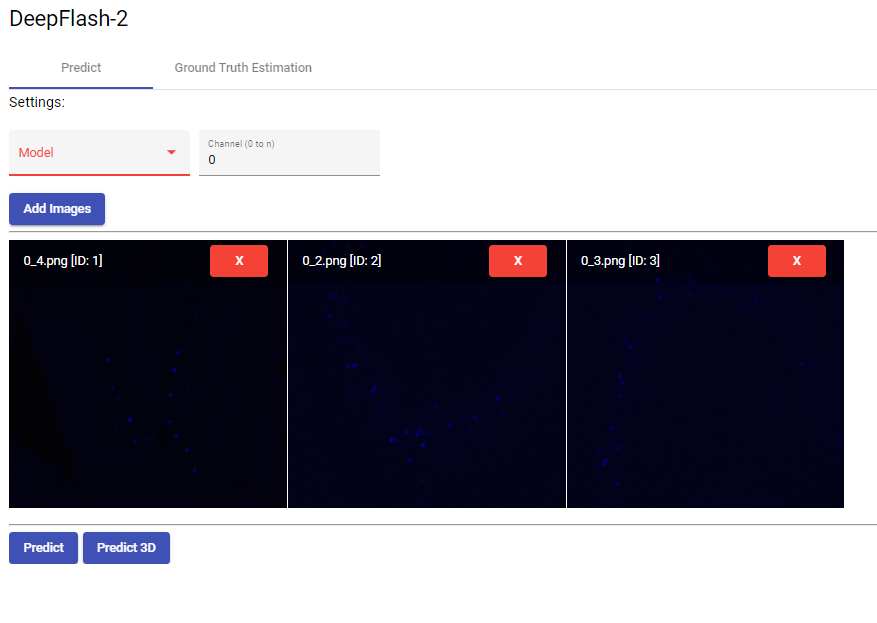 DeepFlash-2
Predict
Ground Truth Estimation
Settings:
Model
Channel (0 to n)
0
Add Images
0_4.png [ID: 1]
X
0_2.png [ID: 2]
X
0_3.png [ID: 3]
X
Predict
Predict 3D